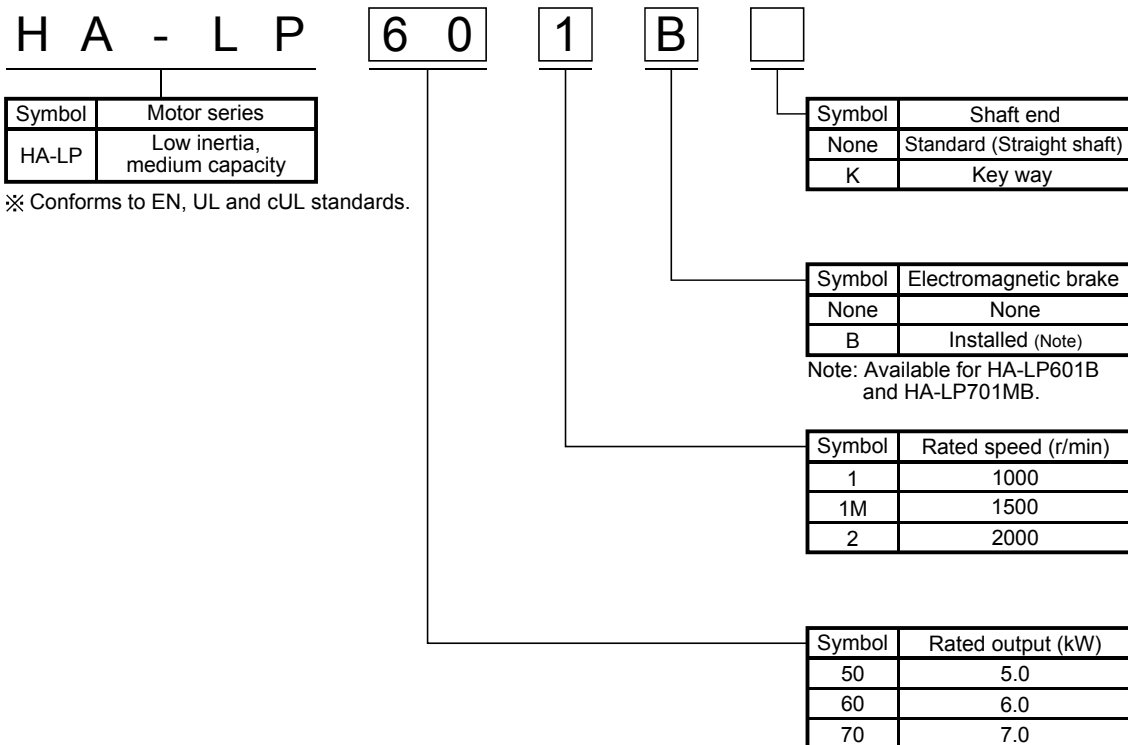 HA-LP 60 1 B
Symbol Motor series
HA-LP Low inertia,
medium capacity
※ Conforms to EN, UL and cUL standards.
Symbol Shaft end
None Standard (Straight shaft)
K Key way
Symbol Electromagnetic brake
None None
B Installed (Note)
Note: Available for HA-LP601B
and HA-LP701MB.
Symbol Rated speed (r/min)
1 1000
1M 1500
2 2000
Symbol Rated output (kW)
50 5.0
60 6.0
70 7.0